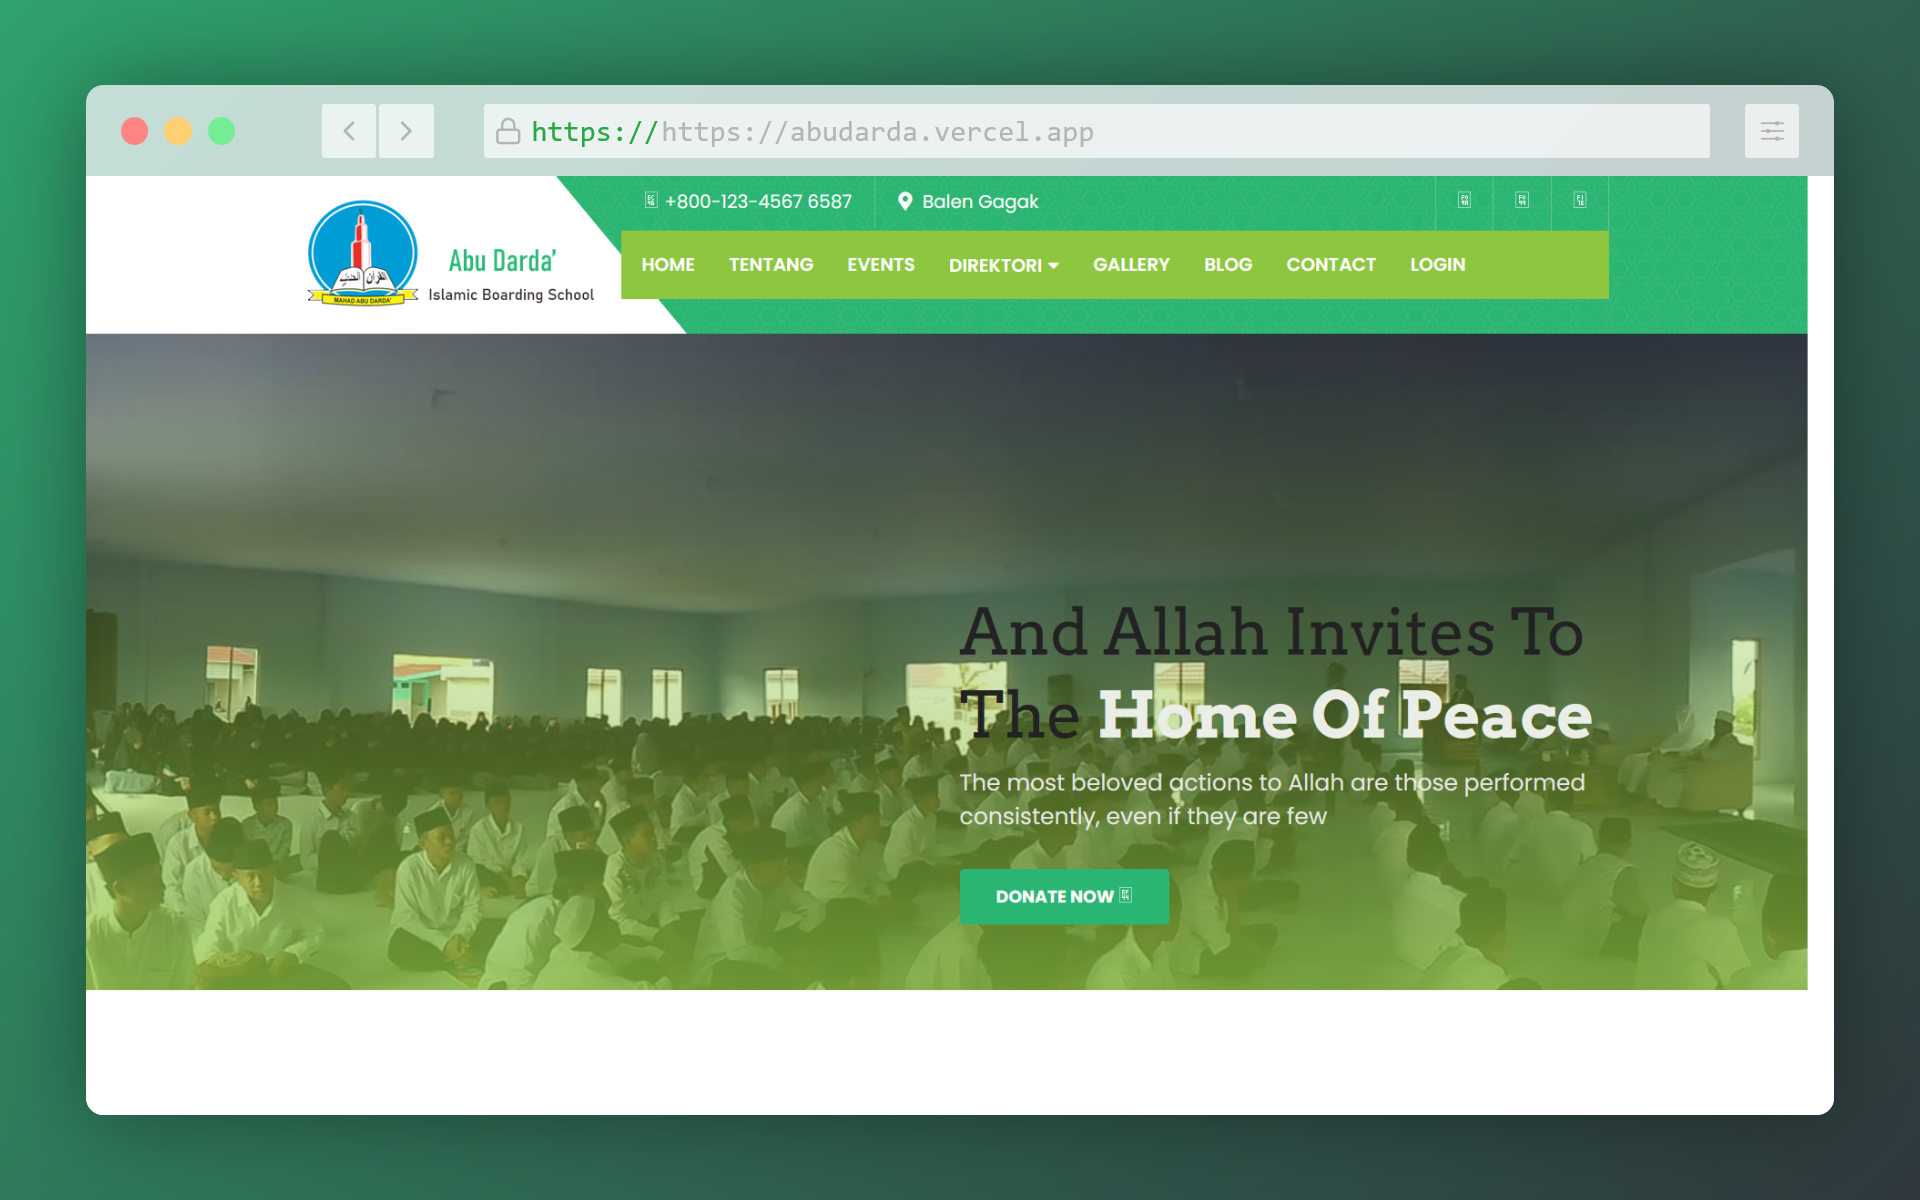 https://https://abudarda.vercel.app
+800-123-4567 6587
Balen Gagak
Abu Darda'
Islamic Boarding School
MAHAD ABU DARDA'
HOME TENTANG EVENTS DIREKTORI GALLERY BLOG CONTACT LOGIN
And Allah Invites To
The Home Of Peace
The most beloved actions to Allah are those performed
consistently, even if they are few
DONATE NOW